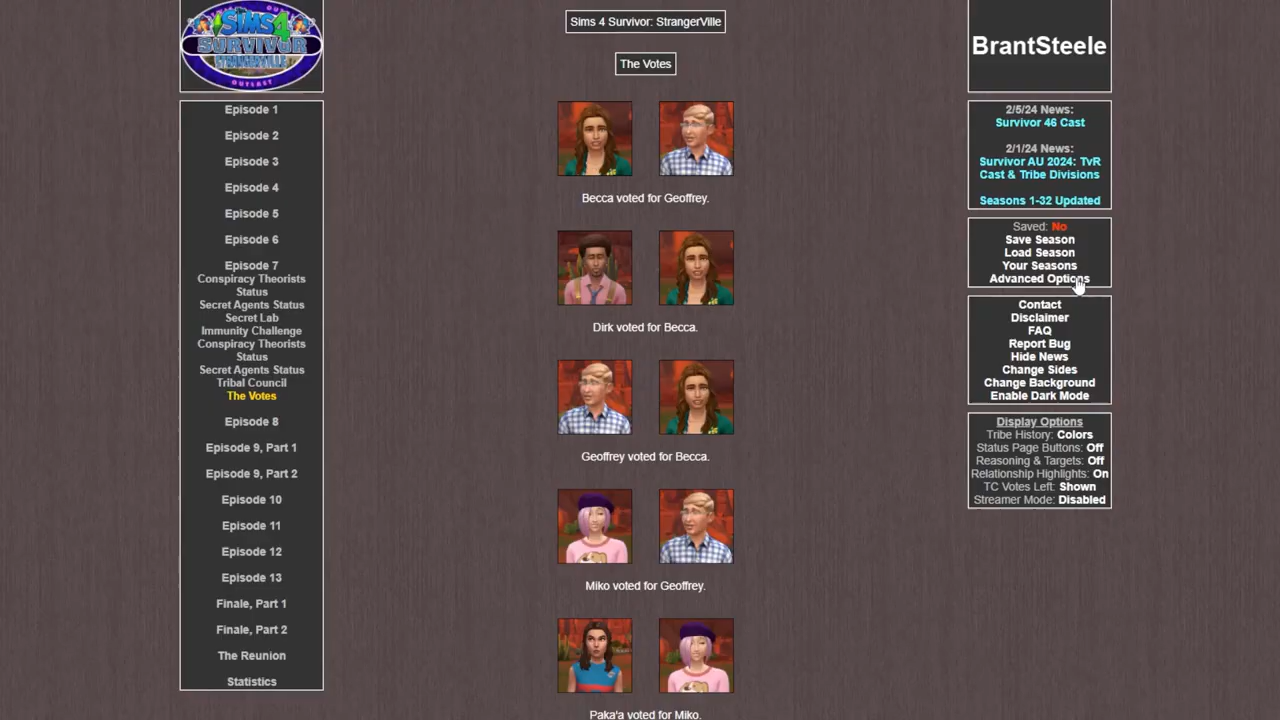 SIMS 4
SURVIVOR
STRANGERVILLE
OUTLAST
Episode 1
Episode 2
Episode 3
Episode 4
Episode 5
Episode 6
Episode 7
Conspiracy Theorists
Status
Secret Agents Status
Secret Lab
Immunity Challenge
Conspiracy Theorists
Status
Secret Agents Status
Tribal Council
The Votes
Episode 8
Episode 9, Part 1
Episode 9, Part 2
Episode 10
Episode 11
Episode 12
Episode 13
Finale, Part 1
Finale, Part 2
The Reunion
Statistics
Sims 4 Survivor: StrangerVille
The Votes
Becca voted for Geoffrey.
Dirk voted for Becca.
Geoffrey voted for Becca.
Miko voted for Geoffrey.
Paka'a voted for Miko.
BrantSteele
2/5/24 News:
Survivor 46 Cast
2/1/24 News:
Survivor AU 2024: TvR
Cast & Tribe Divisions
Seasons 1-32 Updated
Saved: No
Save Season
Load Season
Your Seasons
Advanced Options
Contact
Disclaimer
FAQ
Report Bug
Hide News
Change Sides
Change Background
Enable Dark Mode
Display Options
Tribe History: Colors
Status Page Buttons: Off
Reasoning & Targets: Off
Relationship Highlights: On
TC Votes Left: Shown
Streamer Mode: Disabled